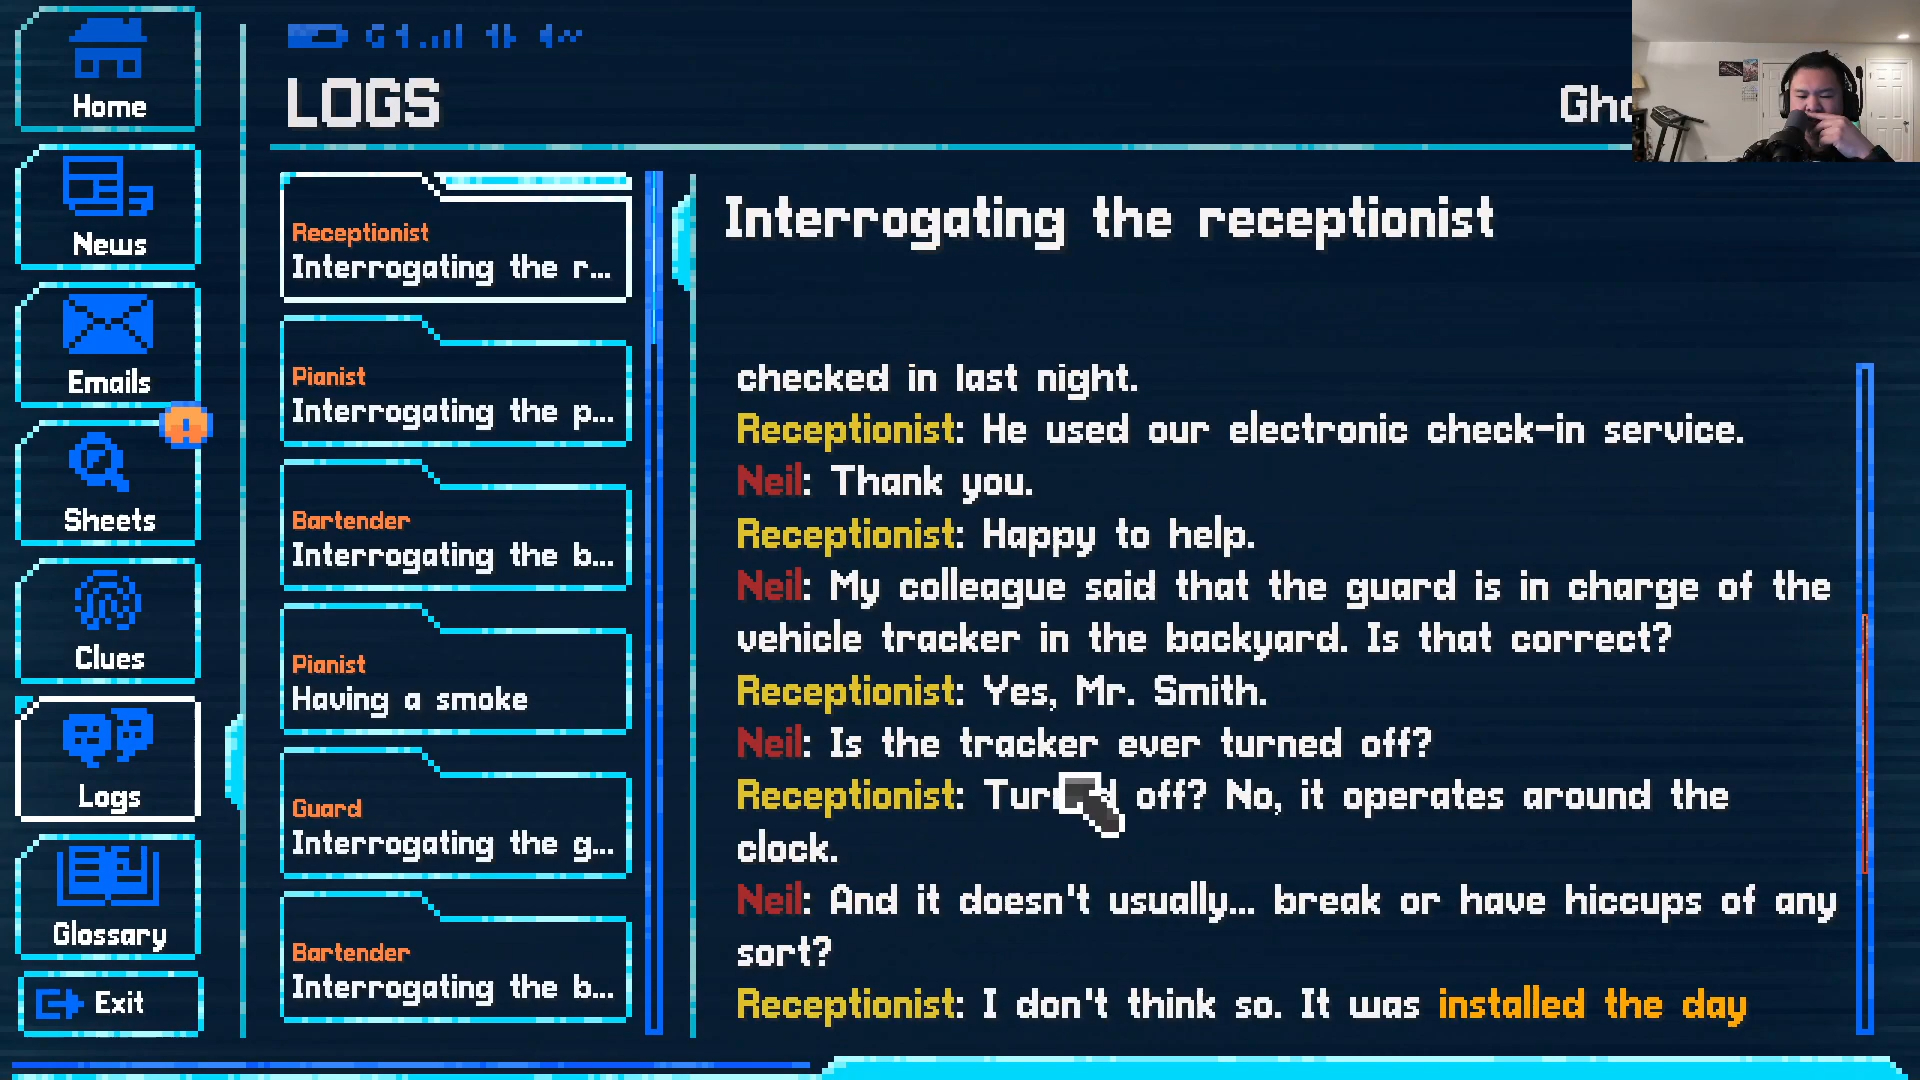 Home
News
Emails
Sheets
Clues
Logs
Glossary
Exit
LOGS
Receptionist
Interrogating the r...
Pianist
Interrogating the p...
Bartender
Interrogating the b...
Pianist
Having a smoke
Guard
Interrogating the g...
Bartender
Interrogating the b...
Interrogating the receptionist
checked in last night.
Receptionist: He used our electronic check-in service.
Neil: Thank you.
Receptionist: Happy to help.
Neil: My colleague said that the guard is in charge of the
vehicle tracker in the backyard. Is that correct?
Receptionist: Yes, Mr. Smith.
Neil: Is the tracker ever turned off?
Receptionist: Turned off? No, it operates around the
clock.
Neil: And it doesn't usually... break or have hiccups of any
sort?
Receptionist: I don't think so. It was installed the day